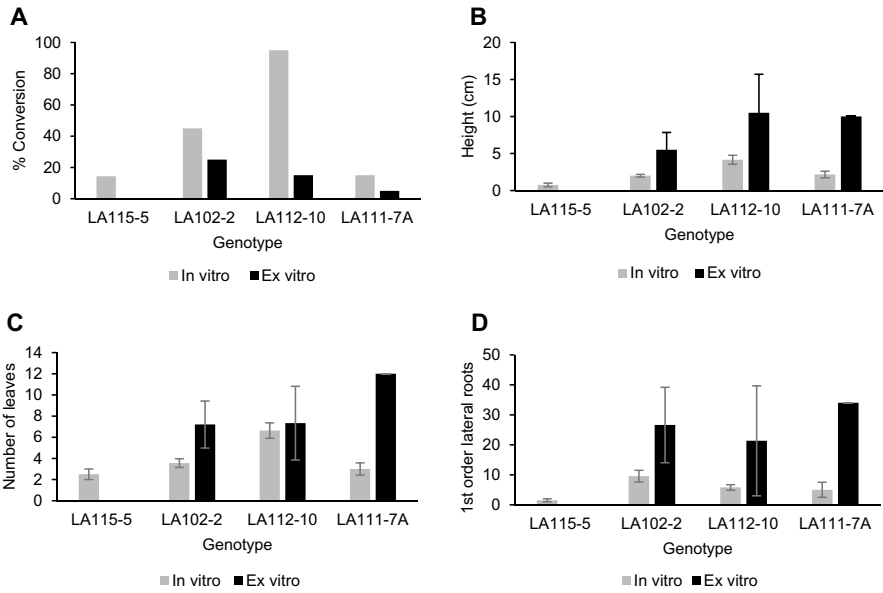 A
% Conversion
100
80
60
40
20
0
LA115-5 LA102-2 LA112-10 LA111-7A
Genotype
In vitro Ex vitro
B
Height (cm)
20
15
10
5
0
LA115-5 LA102-2 LA112-10 LA111-7A
Genotype
In vitro Ex vitro
C
Number of leaves
14
12
10
8
6
4
2
0
LA115-5 LA102-2 LA112-10 LA111-7A
Genotype
In vitro Ex vitro
D
1st order lateral roots
50
40
30
20
10
0
LA115-5 LA102-2 LA112-10 LA111-7A
Genotype
In vitro Ex vitro